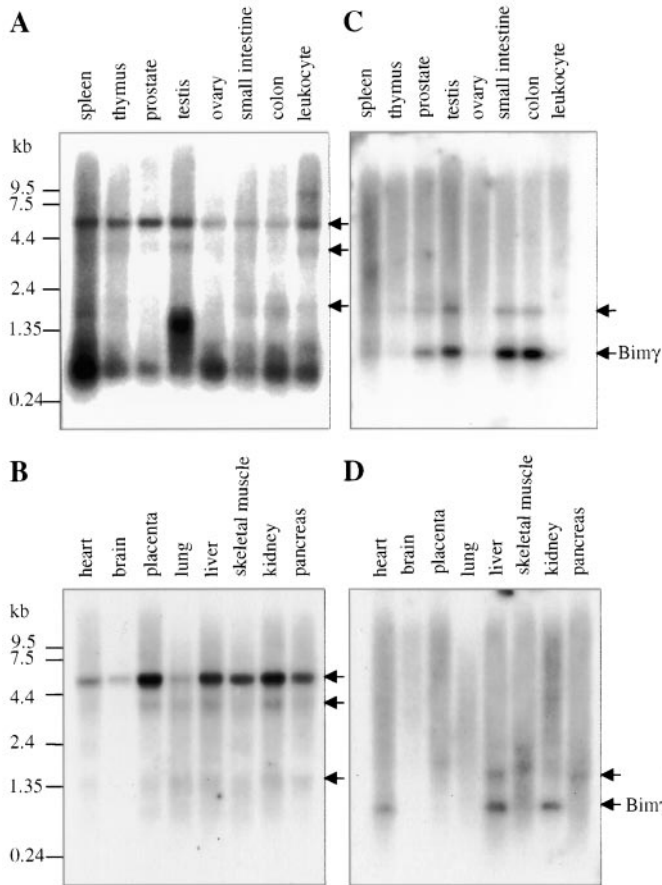 A
spleen
thymus
prostate
testis
ovary
small intestine
colon
leukocyte
kb
9.5
7.5
4.4
2.4
1.35
0.24
C
spleen
thymus
prostate
testis
ovary
small intestine
colon
leukocyte
Bimγ
B
heart
brain
placenta
lung
liver
skeletal muscle
kidney
pancreas
kb
9.5
7.5
4.4
2.4
1.35
0.24
D
heart
brain
placenta
lung
liver
skeletal muscle
kidney
pancreas
Bimγ